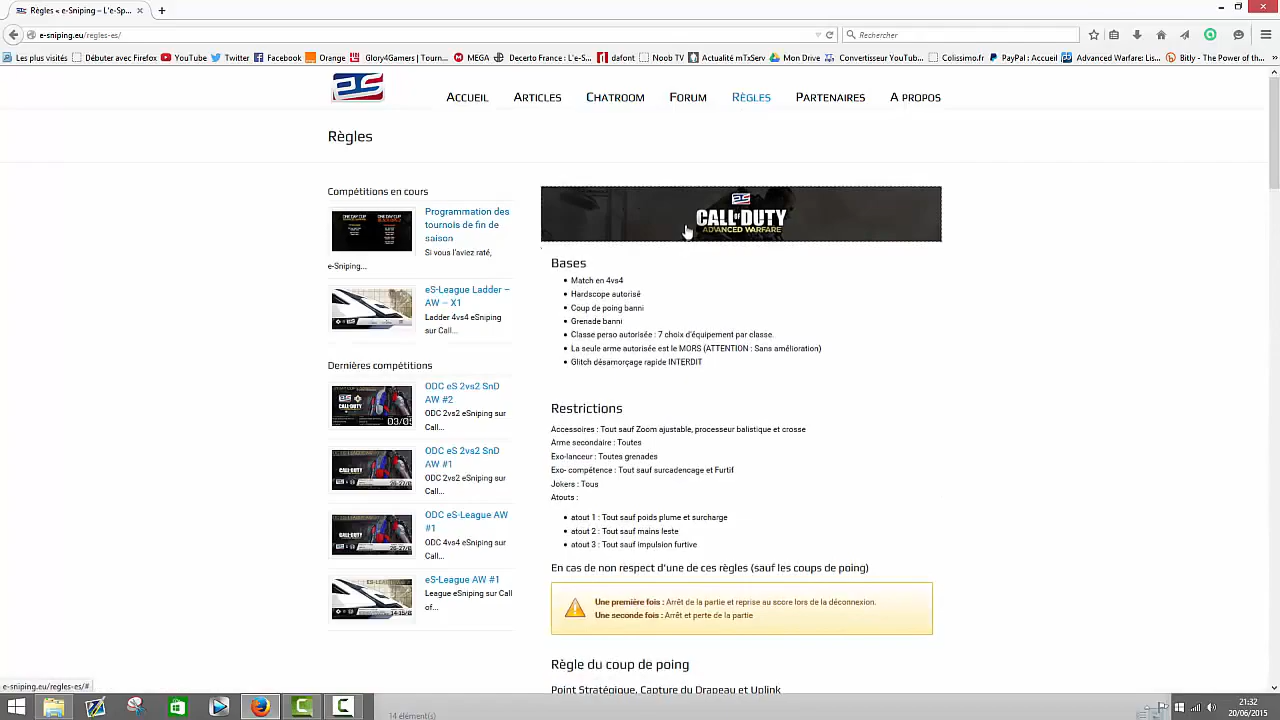 Règles « e-Sniping – L'e-Sp...
e-sniping.eu/regles-es/
Rechercher
Les plus visités Débuter avec Firefox YouTube Twitter Facebook Orange Glory4Gamers | Tourn... MEGA Decerto France : L'e-S... dafont Noob TV Actualité mTxServ Mon Drive Convertisseur YouTub... Colissimo.fr PayPal : Accueil Advanced Warfare: Lis... Bitly - The Power of th...
ACCUEIL ARTICLES CHATROOM FORUM RÈGLES PARTENAIRES A PROPOS
Règles
Compétitions en cours
Programmation des
tournois de fin de
saison
Si vous l'aviez raté,
e-Sniping...
eS-League Ladder –
AW – X1
Ladder 4vs4 eSniping
sur Call...
Dernières compétitions
ODC eS 2vs2 SnD
AW #2
ODC 2vs2 eSniping sur
Call...
ODC eS 2vs2 SnD
AW #1
ODC 2vs2 eSniping sur
Call...
ODC eS-League AW
#1
ODC 4vs4 eSniping sur
Call...
eS-League AW #1
League eSniping sur Call
of...
CALL OF DUTY
ADVANCED WARFARE
Bases
Match en 4vs4
Hardscope autorisé
Coup de poing banni
Grenade banni
Classe perso autorisée : 7 choix d'équipement par classe.
La seule arme autorisée est le MORS (ATTENTION : Sans amélioration)
Glitch désamorçage rapide INTERDIT
Restrictions
Accessoires : Tout sauf Zoom ajustable, processeur balistique et crosse
Arme secondaire : Toutes
Exo-lanceur : Toutes grenades
Exo- compétence : Tout sauf surcadencage et Furtif
Jokers : Tous
Atouts :
atout 1 : Tout sauf poids plume et surcharge
atout 2 : Tout sauf mains leste
atout 3 : Tout sauf impulsion furtive
En cas de non respect d'une de ces règles (sauf les coups de poing)
Une première fois : Arrêt de la partie et reprise au score lors de la déconnexion.
Une seconde fois : Arrêt et perte de la partie
Règle du coup de poing
Point Stratégique, Capture du Drapeau et Uplink
e-sniping.eu/regles-es/#
14 élément(s)
21:32
20/06/2015